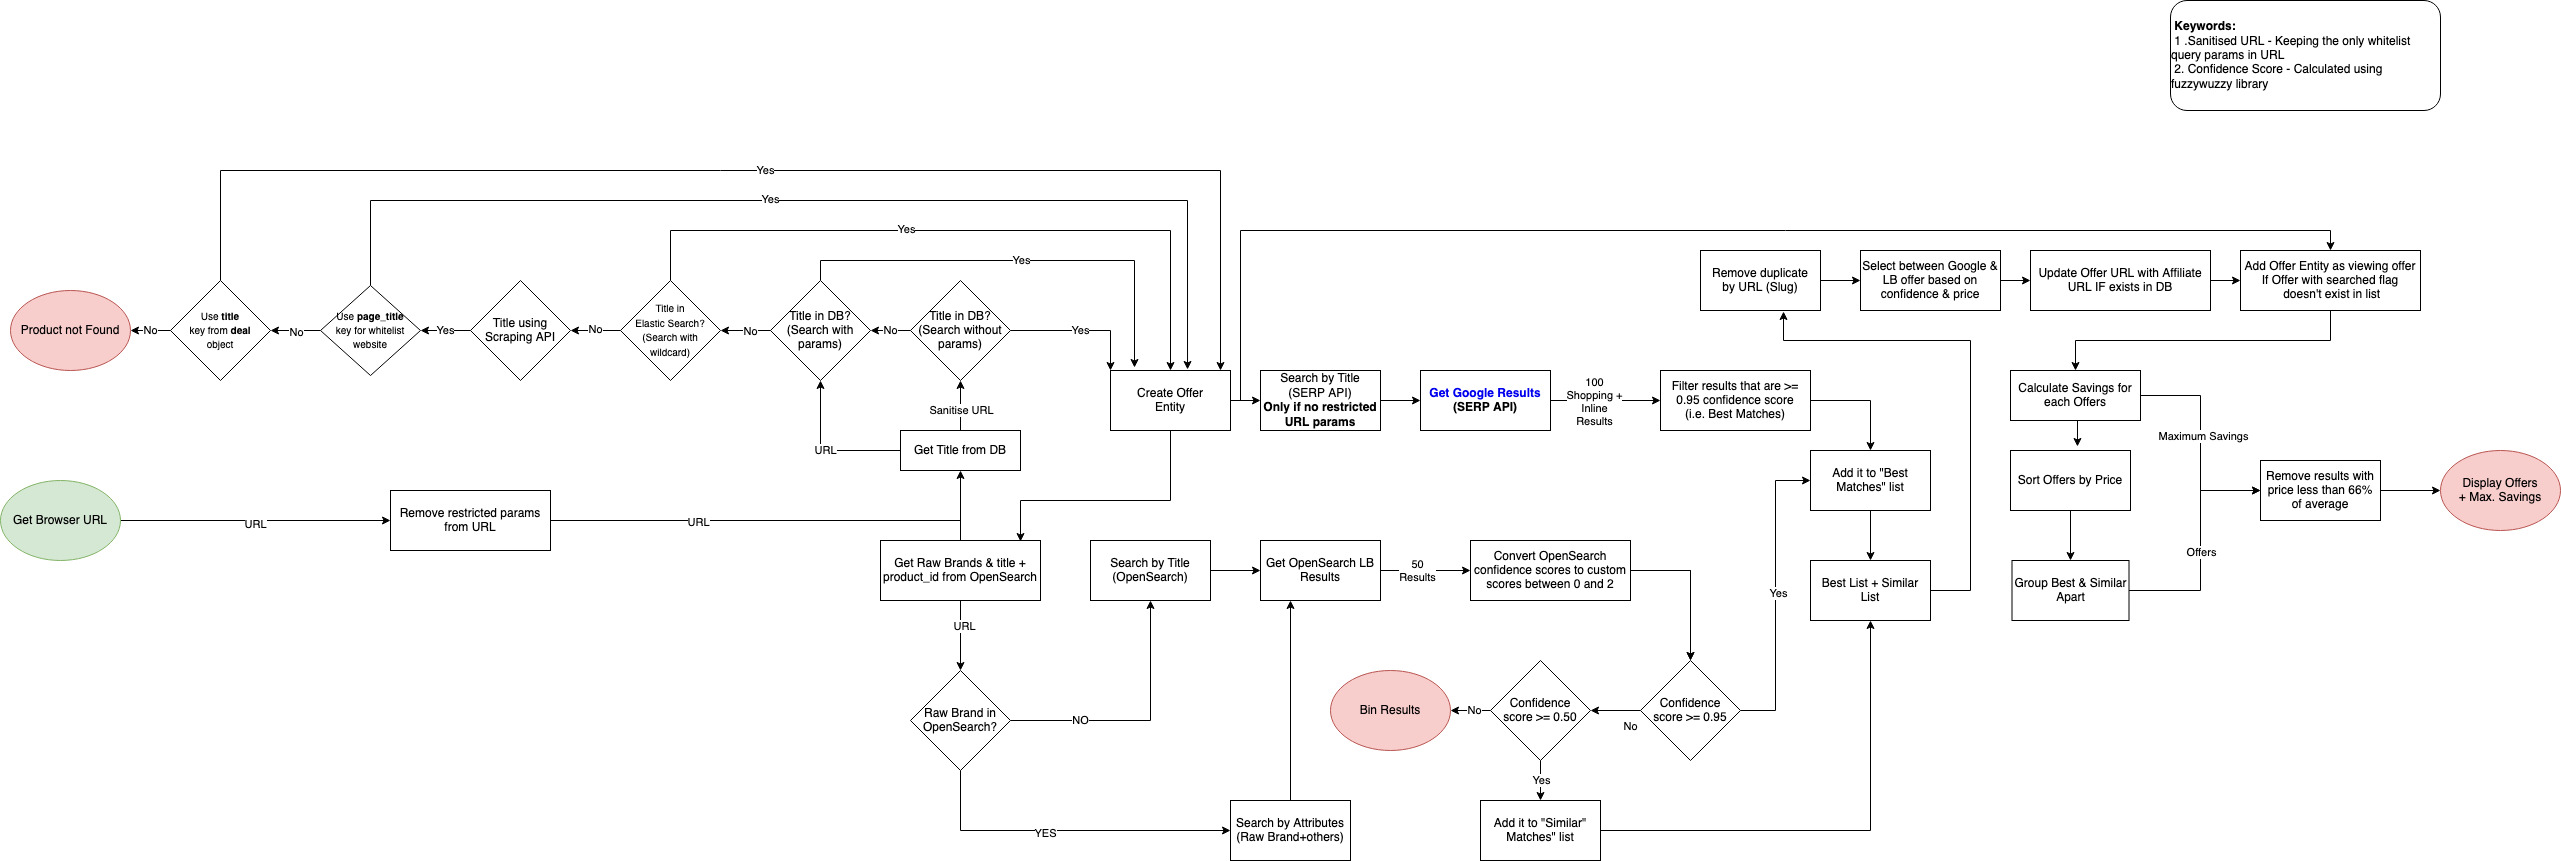 Keywords:
1 .Sanitised URL - Keeping the only whitelist
query params in URL
2. Confidence Score - Calculated using
fuzzywuzzy library
Yes
Yes
Yes
Yes
Product not Found
No
Use title
key from deal
object
No
Use page_title
key for whitelist
website
Yes
Title using
Scraping API
No
Title in
Elastic Search?
(Search with
wildcard)
No
Title in DB?
(Search with
params)
No
Title in DB?
(Search without
params)
Yes
Sanitise URL
URL
Get Title from DB
Create Offer
Entity
Search by Title
(SERP API)
Only if no restricted
URL params
Get Google Results
(SERP API)
100
Shopping +
Inline
Results
Filter results that are >=
0.95 confidence score
(i.e. Best Matches)
Remove duplicate
by URL (Slug)
Select between Google &
LB offer based on
confidence & price
Update Offer URL with Affiliate
URL IF exists in DB
Add Offer Entity as viewing offer
If Offer with searched flag
doesn't exist in list
Calculate Savings for
each Offers
Maximum Savings
Sort Offers by Price
Group Best & Similar
Apart
Offers
Remove results with
price less than 66%
of average
Display Offers
+ Max. Savings
Add it to "Best
Matches" list
Best List + Similar
List
Get Browser URL
URL
Remove restricted params
from URL
URL
Get Raw Brands & title +
product_id from OpenSearch
URL
Raw Brand in
OpenSearch?
NO
YES
Search by Title
(OpenSearch)
Get OpenSearch LB
Results
50
Results
Convert OpenSearch
confidence scores to custom
scores between 0 and 2
Yes
Confidence
score >= 0.95
No
Confidence
score >= 0.50
No
Bin Results
Yes
Search by Attributes
(Raw Brand+others)
Add it to "Similar"
Matches" list